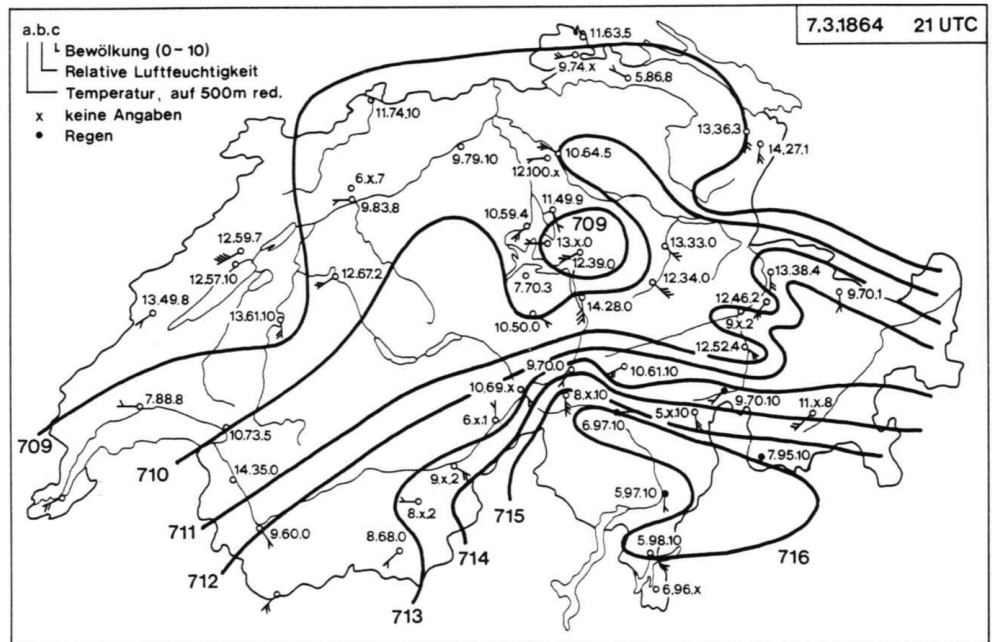 7.3.1864 21 UTC
a.b.c
Bewölkung (0-10)
Relative Luftfeuchtigkeit
Temperatur, auf 500m red.
x keine Angaben
Regen
11.63.5
9.74.x
5.86.8
11.74.10
13.36.3
14.27.1
9.79.10
10.64.5
12.100.x
6.x.7
9.83.8
11.49.9
10.59.4
709
12.59.7
13.x.0
13.33.0
12.39.0
12.57.10
12.67.2
7.70.3
12.34.0
13.38.4
9.70.1
13.49.8
14.28.0
12.46.2
13.61.10
10.50.0
9.x.2
12.52.4
9.70.0
10.61.10
10.69.x
8.x.10
7.88.8
9.70.10
11.x.8
5.x.10
6.x.1
6.97.10
709
10.73.5
710
7.95.10
14.35.0
9.x.2
5.97.10
715
8.x.2
711
9.60.0
714
8.68.0
5.98.10
716
712
6.96.x
713